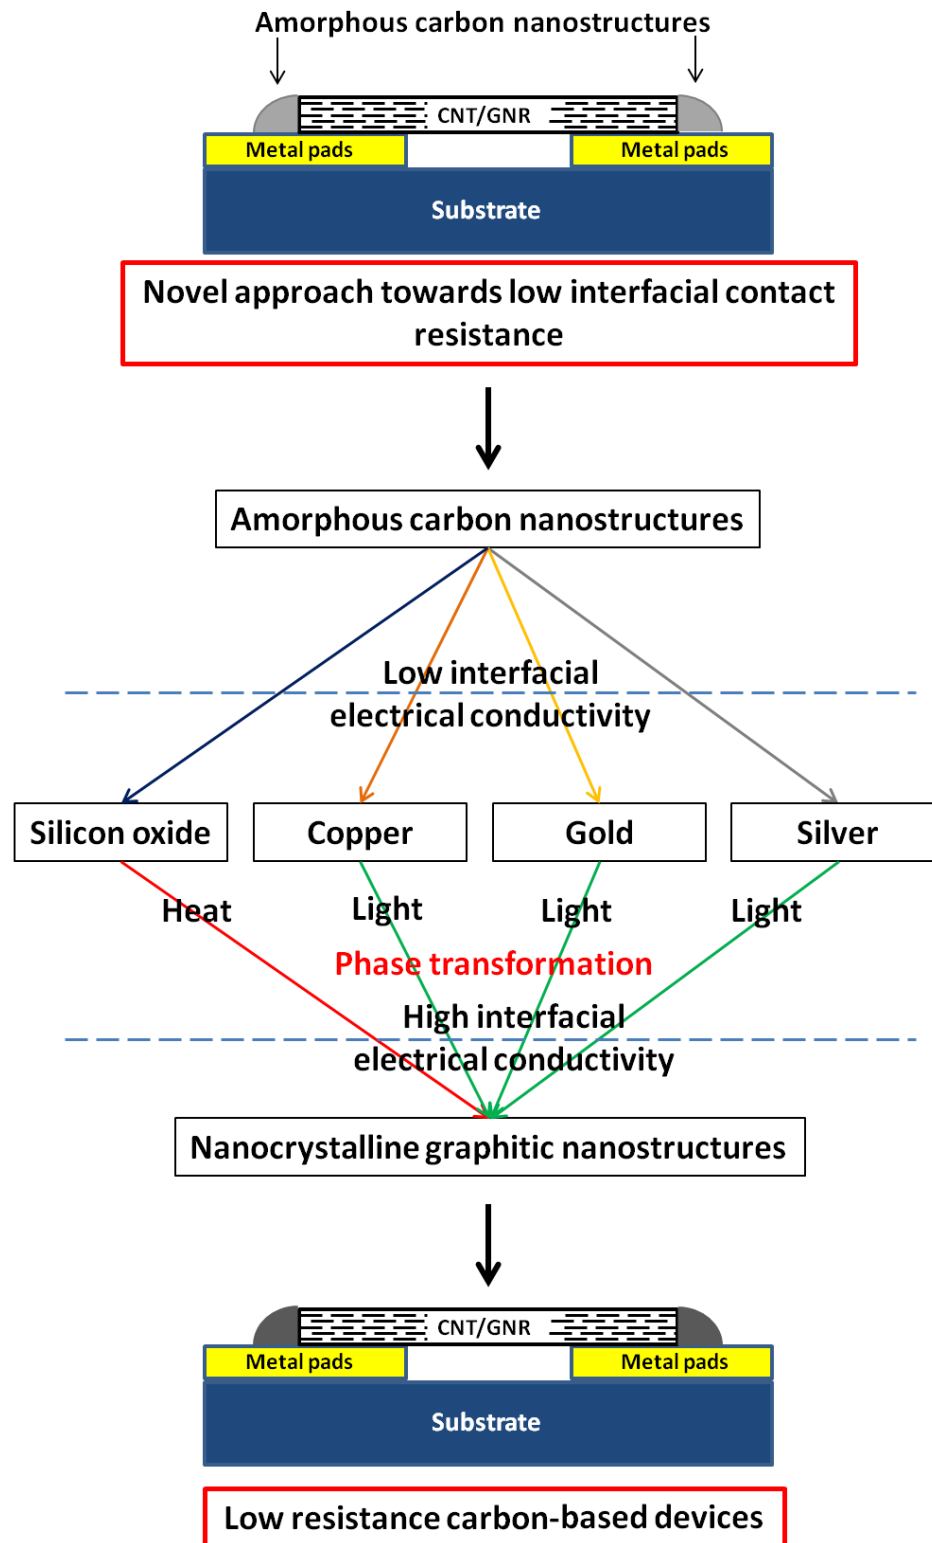 Amorphous carbon nanostructures
CNT/GNR
Metal pads
Metal pads
Substrate
Novel approach towards low interfacial contact
resistance
Amorphous carbon nanostructures
Low interfacial
electrical conductivity
Silicon oxide
Copper
Gold
Silver
Heat
Light
Light
Light
Phase transformation
High interfacial
electrical conductivity
Nanocrystalline graphitic nanostructures
CNT/GNR
Metal pads
Metal pads
Substrate
Low resistance carbon-based devices